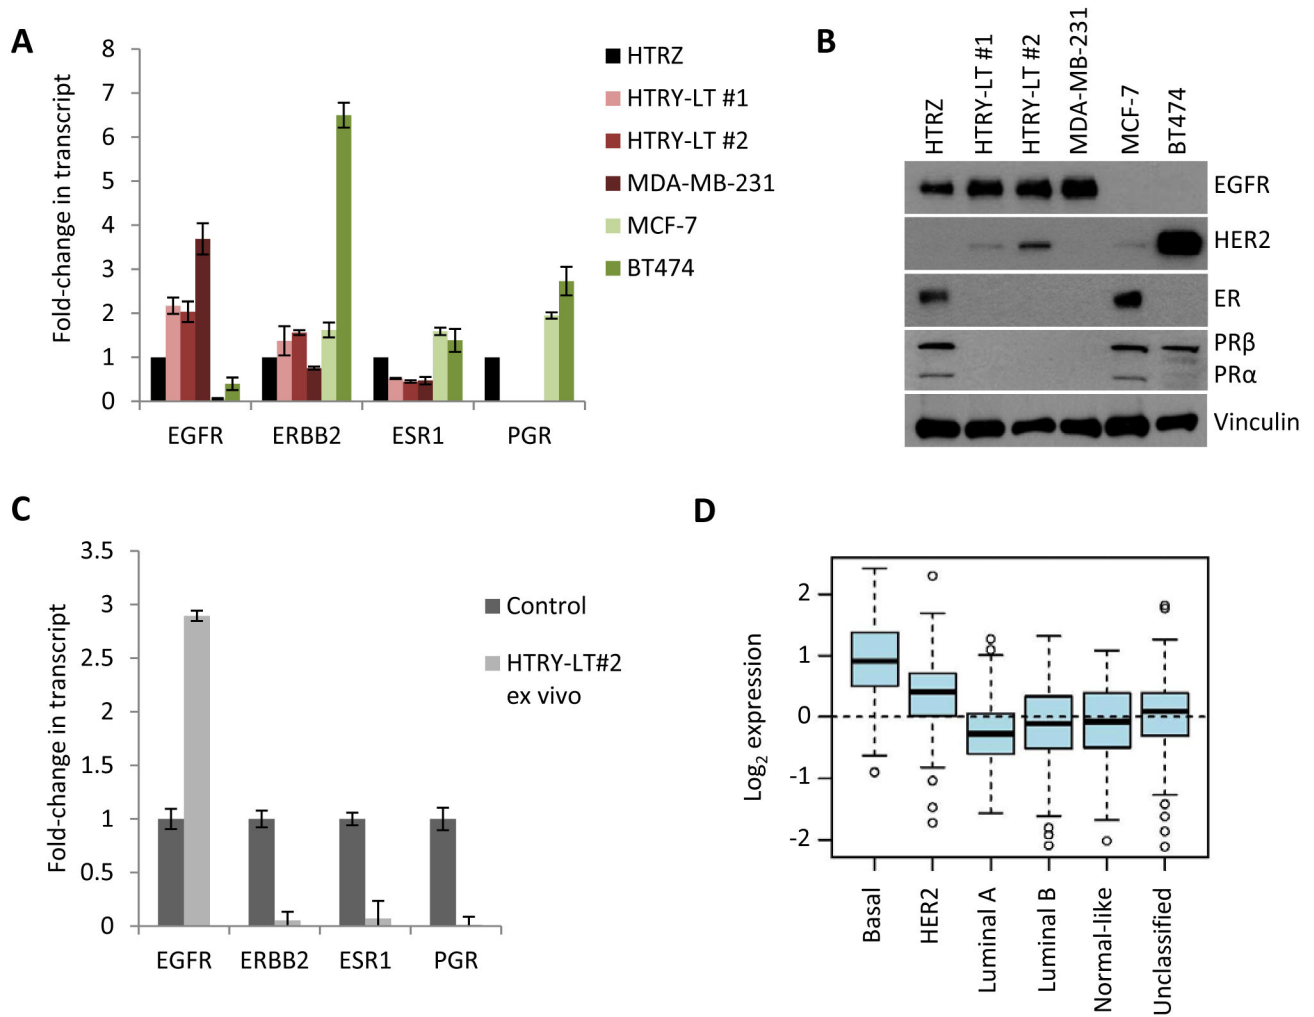 A
Fold-change in transcript
8
7
6
5
4
3
2
1
0
EGFR ERBB2 ESR1 PGR
HTRZ
HTRY-LT #1
HTRY-LT #2
MDA-MB-231
MCF-7
BT474
B
HTRZ
HTRY-LT #1
HTRY-LT #2
MDA-MB-231
MCF-7
BT474
EGFR
HER2
ER
PRβ
PRα
Vinculin
C
Fold-change in transcript
3.5
3
2.5
2
1.5
1
0.5
0
EGFR ERBB2 ESR1 PGR
Control
HTRY-LT#2
ex vivo
D
Log2 expression
2
1
0
-1
-2
Basal
HER2
Luminal A
Luminal B
Normal-like
Unclassified